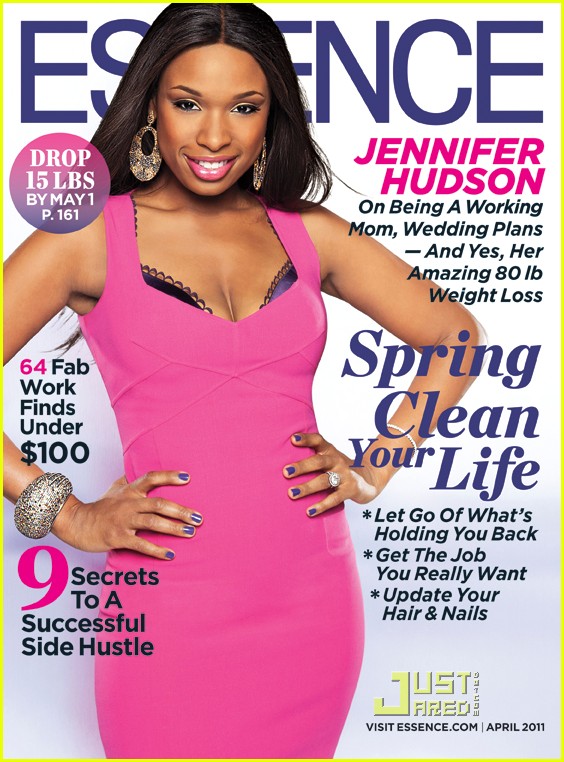 ESSENCE
DROP
15 LBS
BY MAY 1
P. 161
JENNIFER
HUDSON
On Being A Working
Mom, Wedding Plans
— And Yes, Her
Amazing 80 lb
Weight Loss
64 Fab
Work
Finds
Under
$100
Spring
Clean
Your Life
*Let Go Of What's
Holding You Back
*Get The Job
You Really Want
*Update Your
Hair & Nails
9 Secrets
To A
Successful
Side Hustle
JUST
JARED
DOT COM
VISIT ESSENCE.COM | APRIL 2011